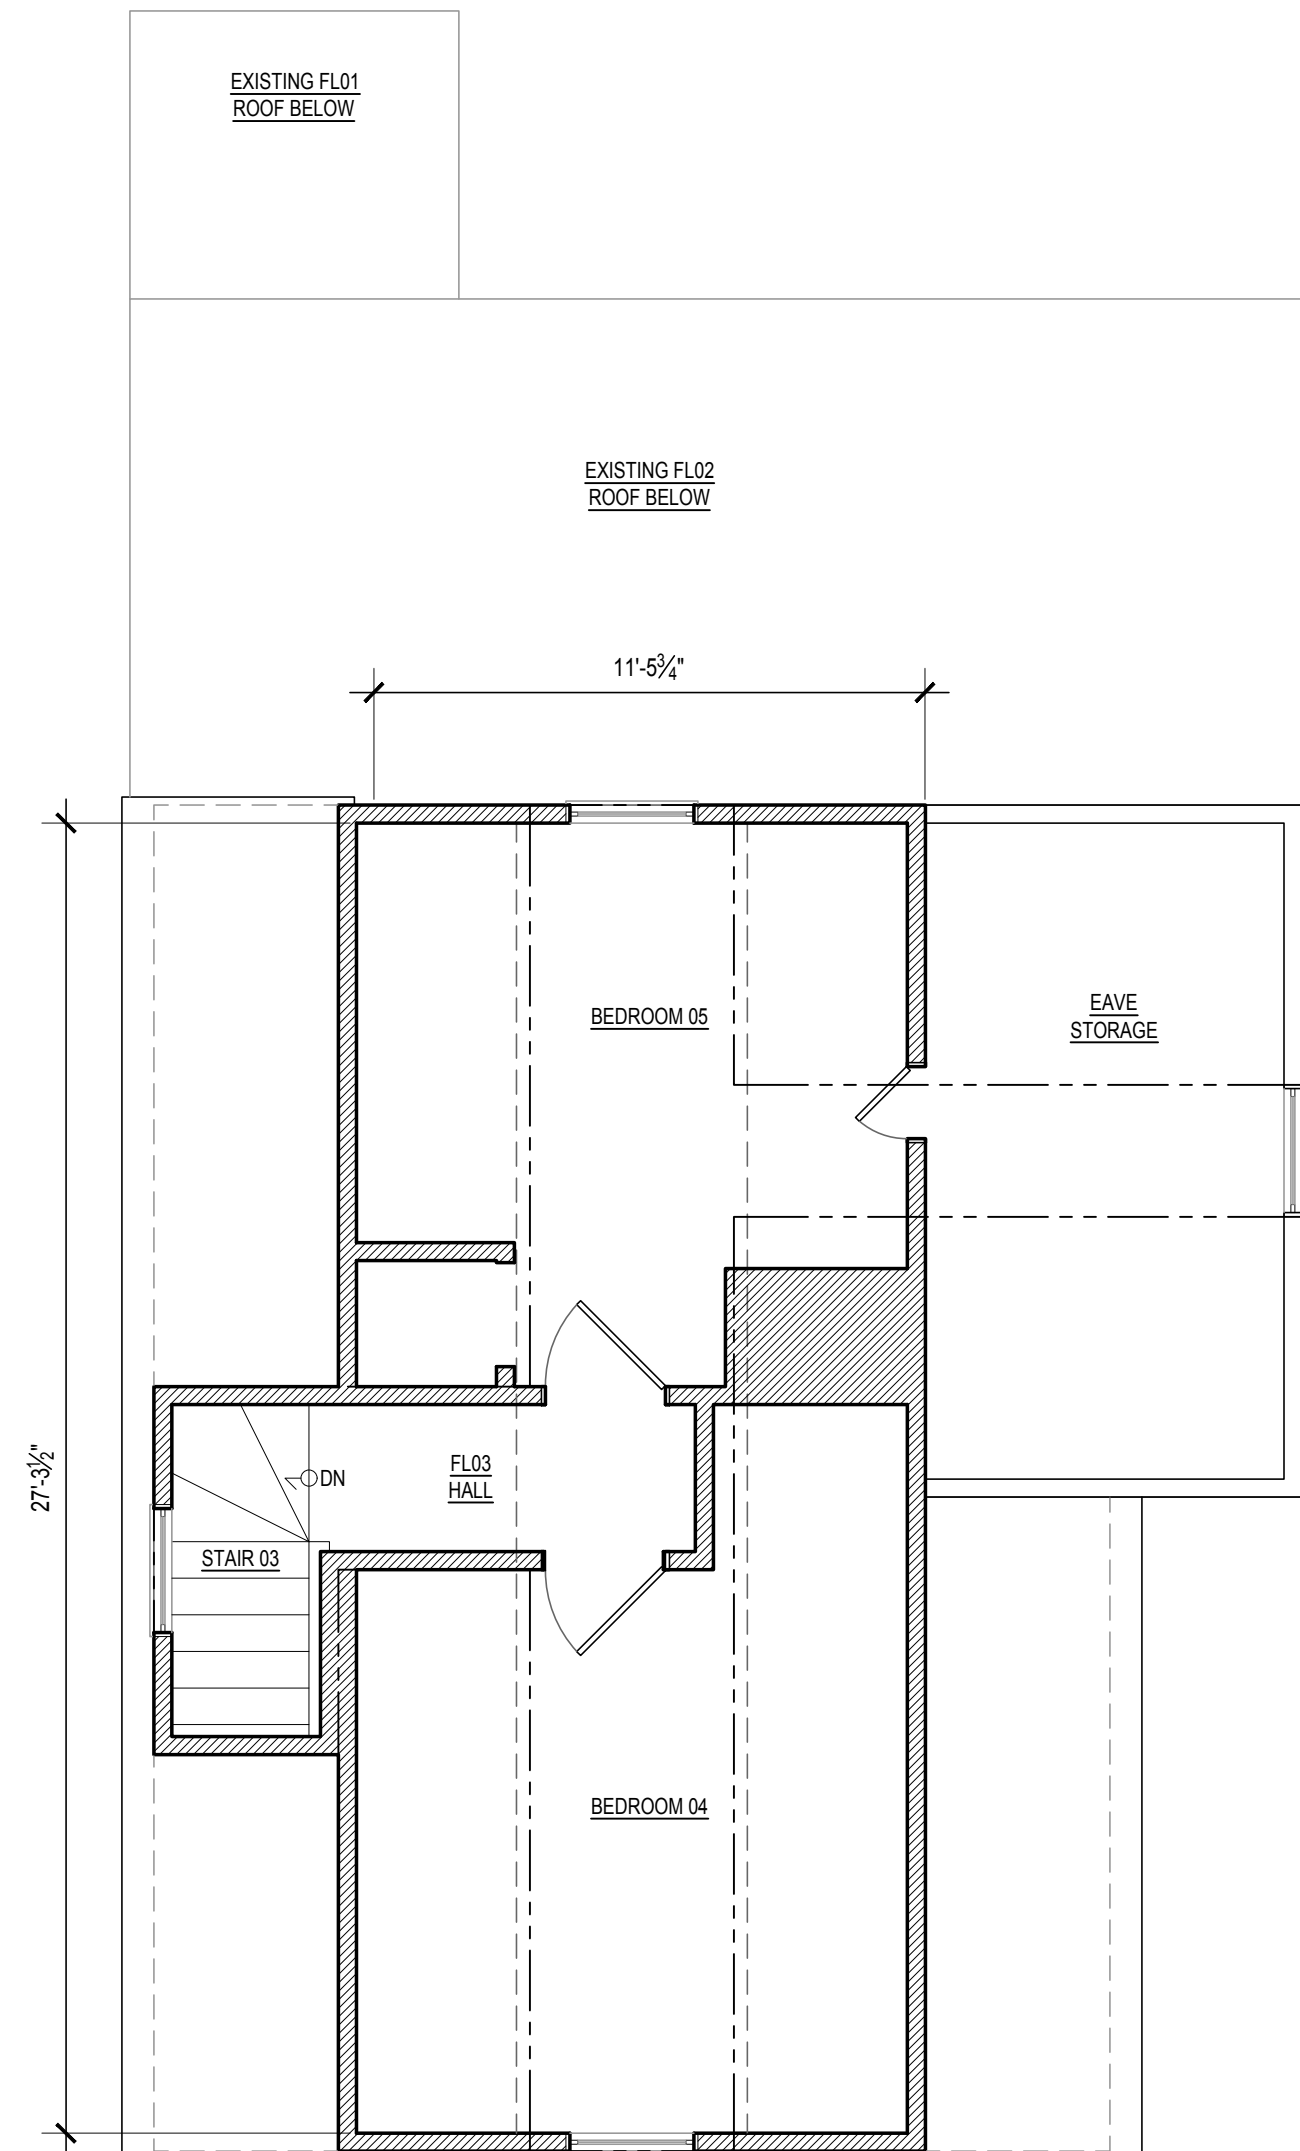 EXISTING FL01
ROOF BELOW
EXISTING FL02
ROOF BELOW
11'-5¾"
BEDROOM 05
EAVE
STORAGE
27'-3½"
FL03
HALL
DN
STAIR 03
BEDROOM 04